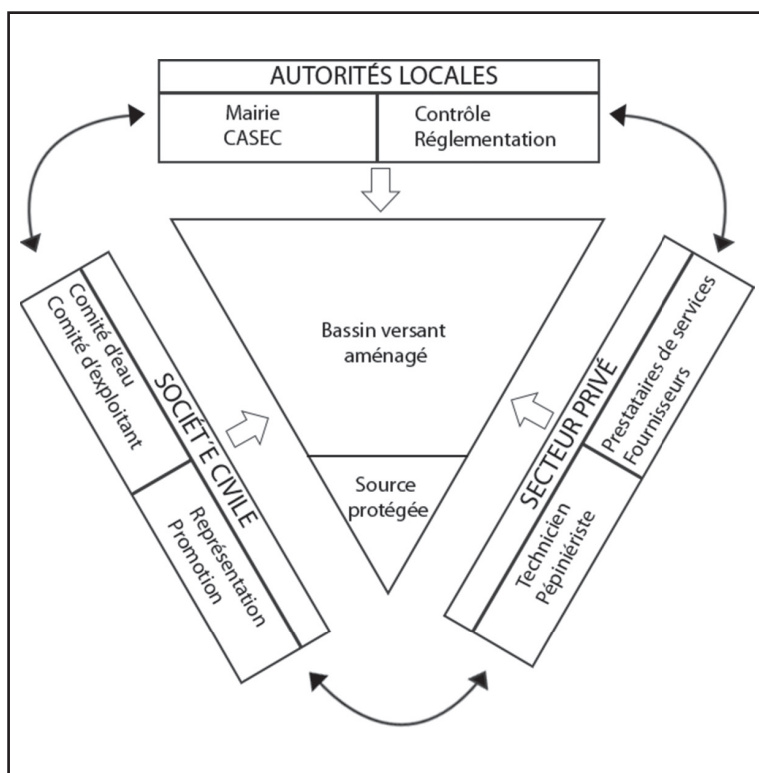 AUTORITÉS LOCALES
Mairie
CASEC
Contrôle
Réglementation
Bassin versant
aménagé
Source
protégée
SOCIÉT´E CIVILE
Comité d'eau
Comité d'exploitant
Représentation
Promotion
SECTEUR PRIVÉ
Prestataires de services
Fournisseurs
Technicien
Pépiniériste